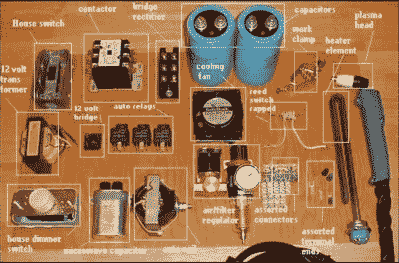 contactor
bridge
rectifier
capacitors
plasma
head
House switch
work
clamp
heater
element
cooling
fan
12 volt
trans
former
12 volt
bridge
auto relays
reed
switch
rapped
air/filter
regulator
assorted
connectors
assorted
terminal
ends
house dimmer
switch
microwave capacitor